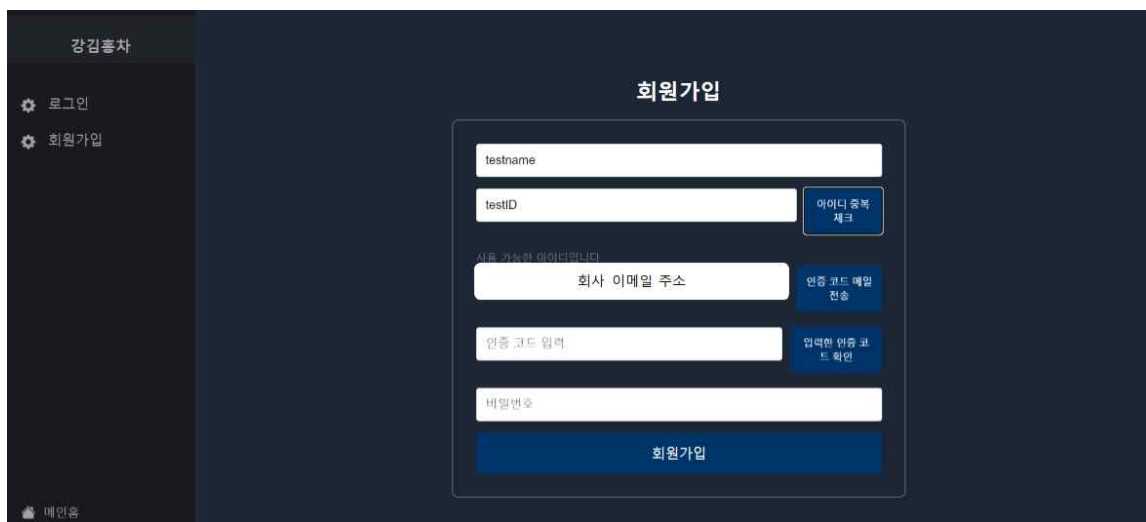 강김홍차
로그인
회원가입
메인홈
회원가입
testname
testID
아이디 중복
체크
사용 가능한 아이디입니다
회사 이메일 주소
인증 코드 메일
전송
인증 코드 입력
입력한 인증 코
드 확인
비밀번호
회원가입